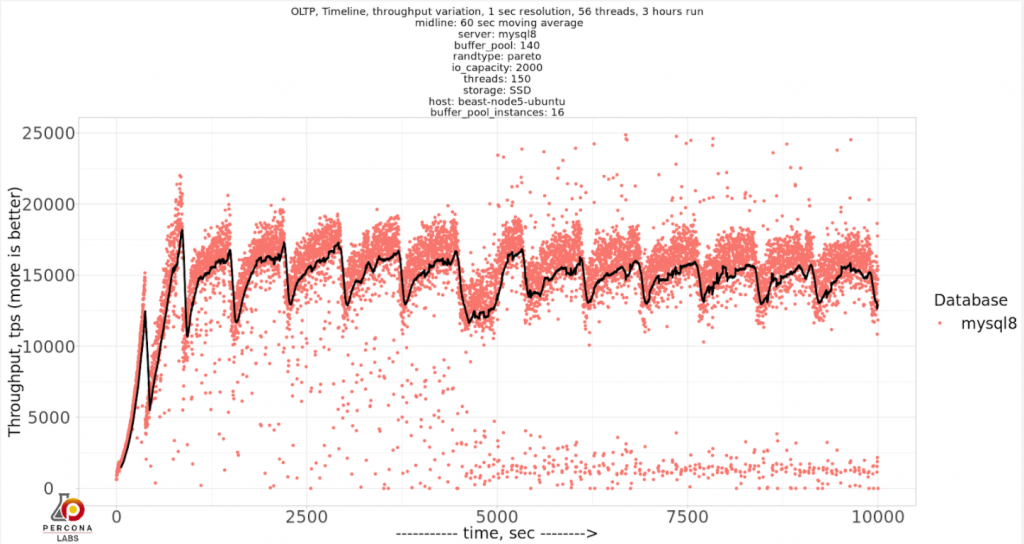 OLTP, Timeline, throughput variation, 1 sec resolution, 56 threads, 3 hours run
midline: 60 sec moving average
server: mysql8
buffer_pool: 140
randtype: pareto
io_capacity: 2000
threads: 150
storage: SSD
host: beast-node5-ubuntu
buffer_pool_instances: 16
25000
20000
15000
10000
5000
0
Throughput, tps (more is better)
Database
mysql8
0
2500
5000
7500
10000
----------- time, sec -------->
PERCONA
LABS